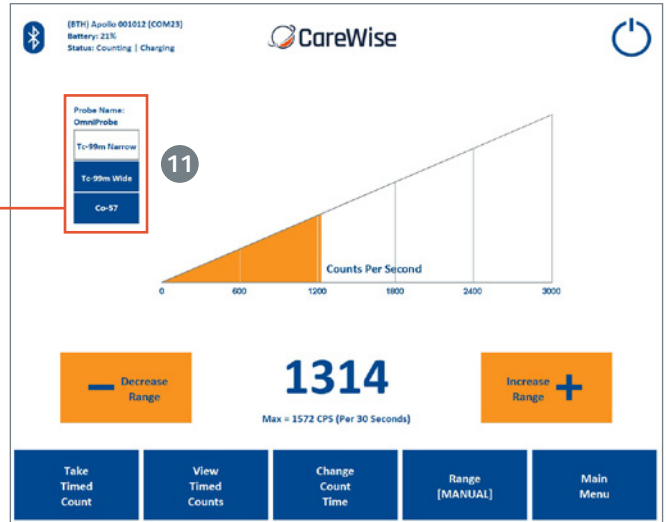 (BTH) Apollo 001012 [COM23]
Battery: 21%
Status: Counting | Charging
CareWise
Probe Name:
OmniProbe
Tc-99m Narrow
Tc-99m Wide
Co-57
11
Counts Per Second
0 600 1200 1800 2400 3000
Decrease
Range
1314
Max = 1572 CPS (Per 30 Seconds)
Increase
Range
Take
Timed
Count
View
Timed
Counts
Change
Count
Time
Range
[MANUAL]
Main
Menu